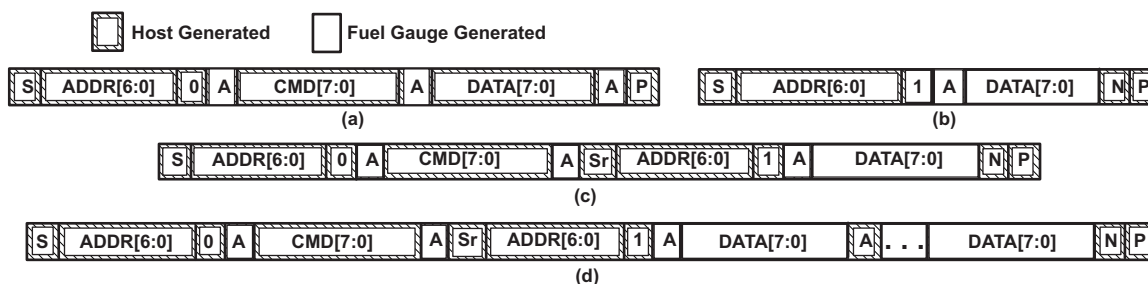 Host Generated Fuel Gauge Generated
S ADDR[6:0] 0 A CMD[7:0] A DATA[7:0] A P S ADDR[6:0] 1 A DATA[7:0] N P
(a) (b)
S ADDR[6:0] 0 A CMD[7:0] A Sr ADDR[6:0] 1 A DATA[7:0] N P
(c)
S ADDR[6:0] 0 A CMD[7:0] A Sr ADDR[6:0] 1 A DATA[7:0] A . . . DATA[7:0] N P
(d)